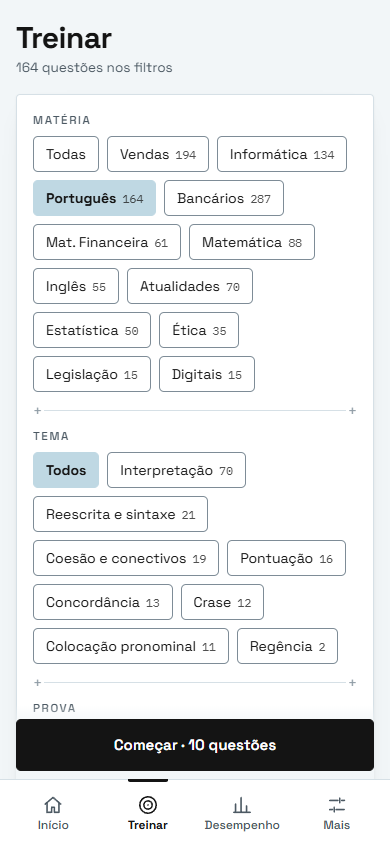 Treinar
164 questões nos filtros
MATÉRIA
Todas Vendas 194 Informática 134
Português 164 Bancários 287
Mat. Financeira 61 Matemática 88
Inglês 55 Atualidades 70
Estatística 50 Ética 35
Legislação 15 Digitais 15
TEMA
Todos Interpretação 70
Reescrita e sintaxe 21
Coesão e conectivos 19 Pontuação 16
Concordância 13 Crase 12
Colocação pronominal 11 Regência 2
PROVA
Começar · 10 questões
Início Treinar Desempenho Mais